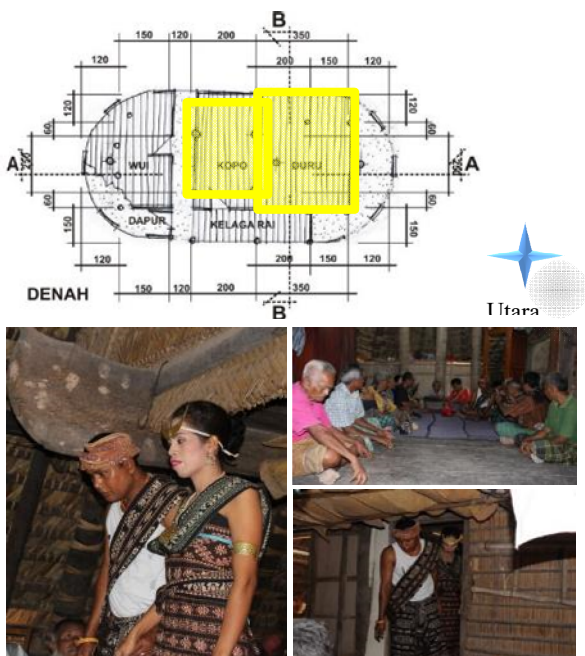 B
150 120 200 350
120 200 150 120
120 120
60 60
A A
WUI KOPO DURU
60 60
DAPUR KELAGA RAI
150 150
120 200 150 120
DENAH 150 120 200 350
B
Utara